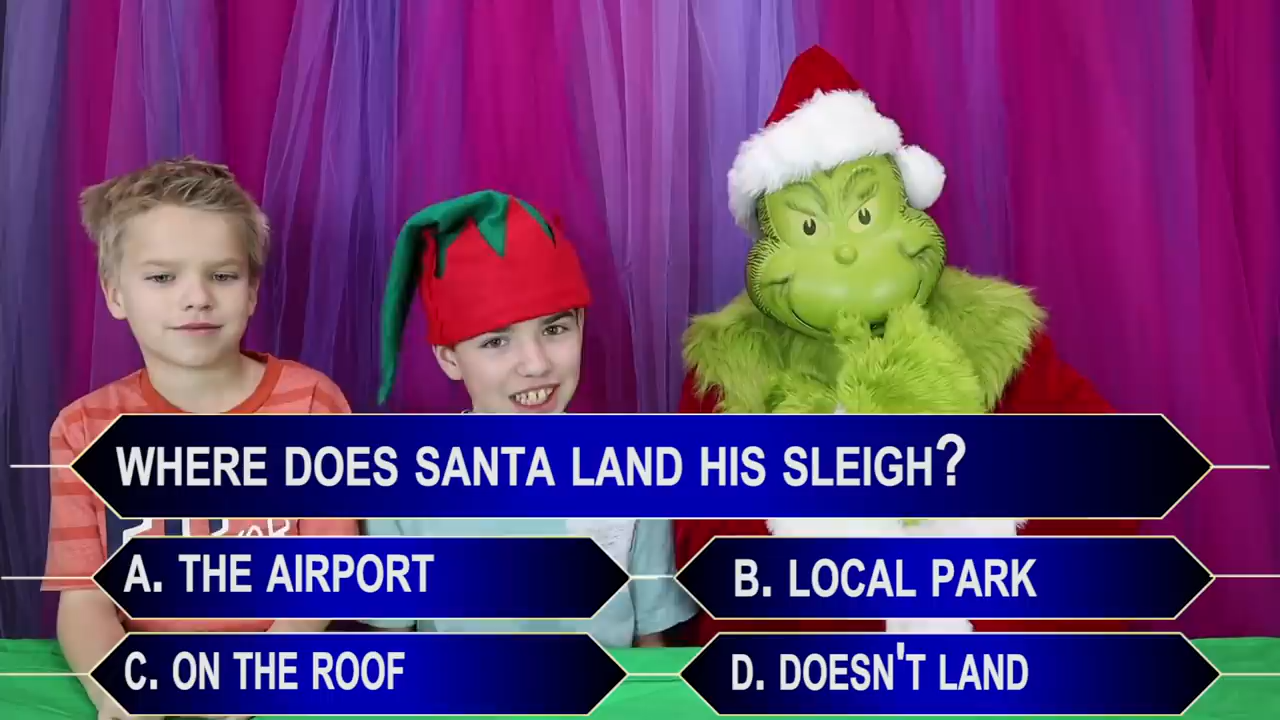 WHERE DOES SANTA LAND HIS SLEIGH?
A. THE AIRPORT
B. LOCAL PARK
C. ON THE ROOF
D. DOESN'T LAND